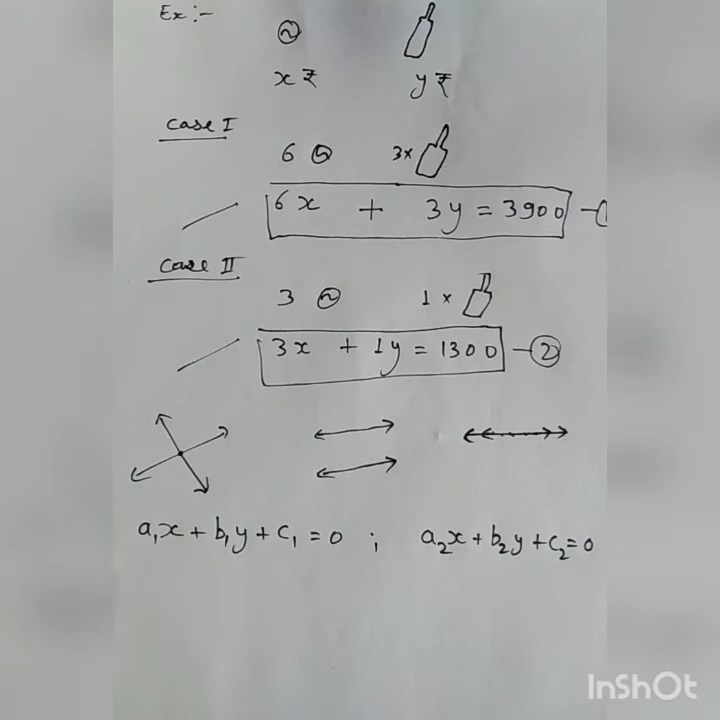 Ex :-
x ₹ y ₹
Case I
6 3×
6x + 3y = 3900
Case II
3 1 ×
3x + 1y = 1300 - 2
a₁x + b₁y + c₁ = 0 ; a₂x + b₂y + c₂ = 0
InShOt